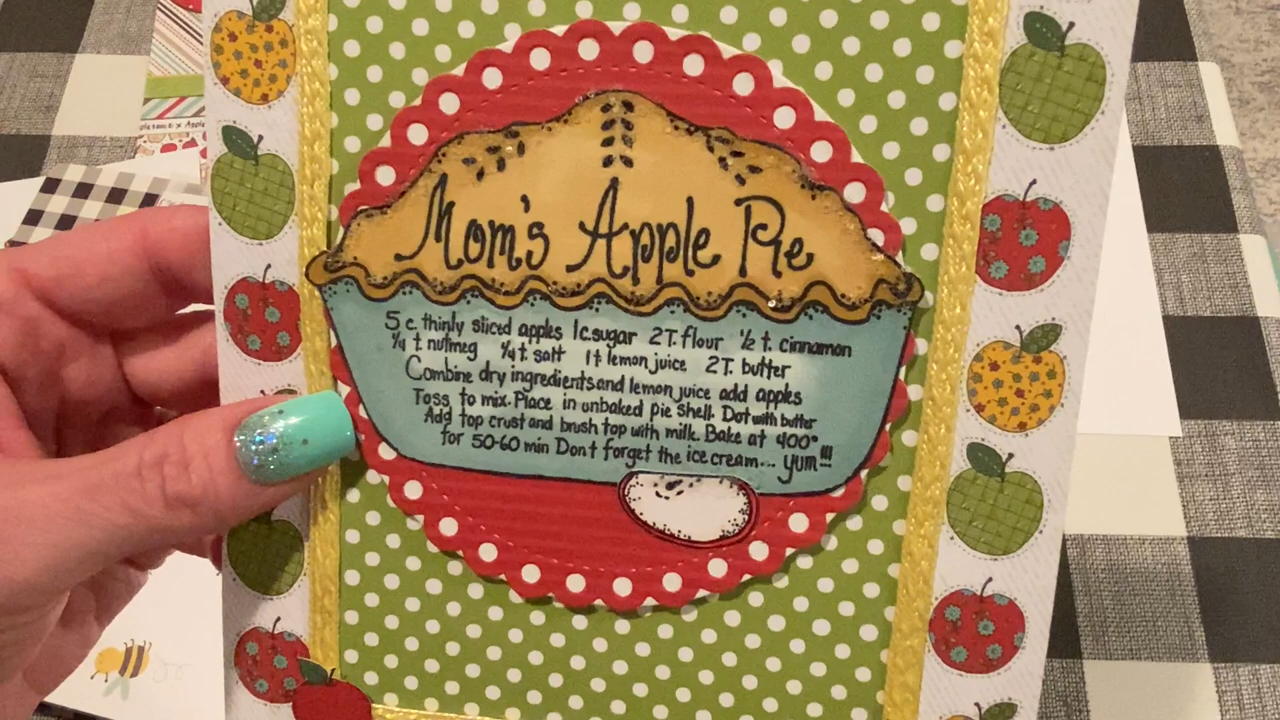 Mom's Apple Pie
5 c. thinly sliced apples 1c. sugar 2T. flour ½ t. cinnamon
¼ t nutmeg ¼ t. salt 1 t lemon juice 2T. butter
Combine dry ingredients and lemon juice add apples
Toss to mix. Place in unbaked pie shell. Dot with butter
Add top crust and brush top with milk. Bake at 400°
for 50-60 min Don't forget the ice cream... yum!!!